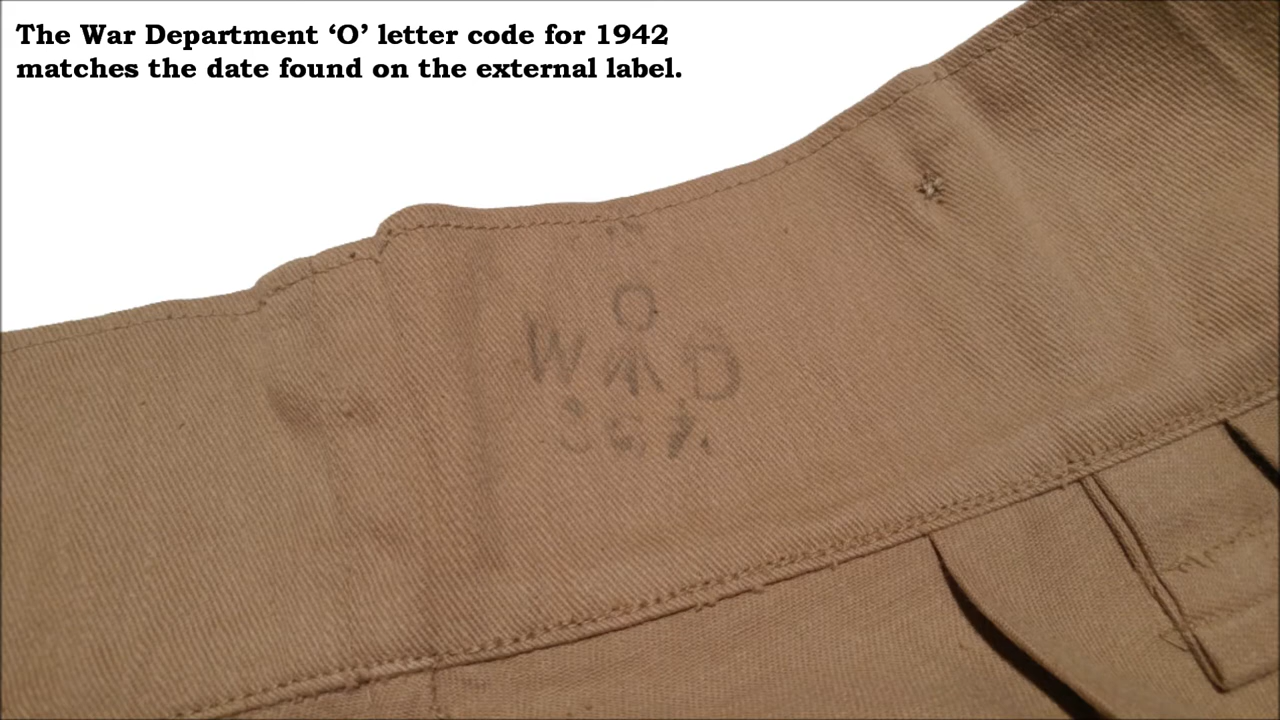 The War Department ‘O’ letter code for 1942
matches the date found on the external label.
O
W D